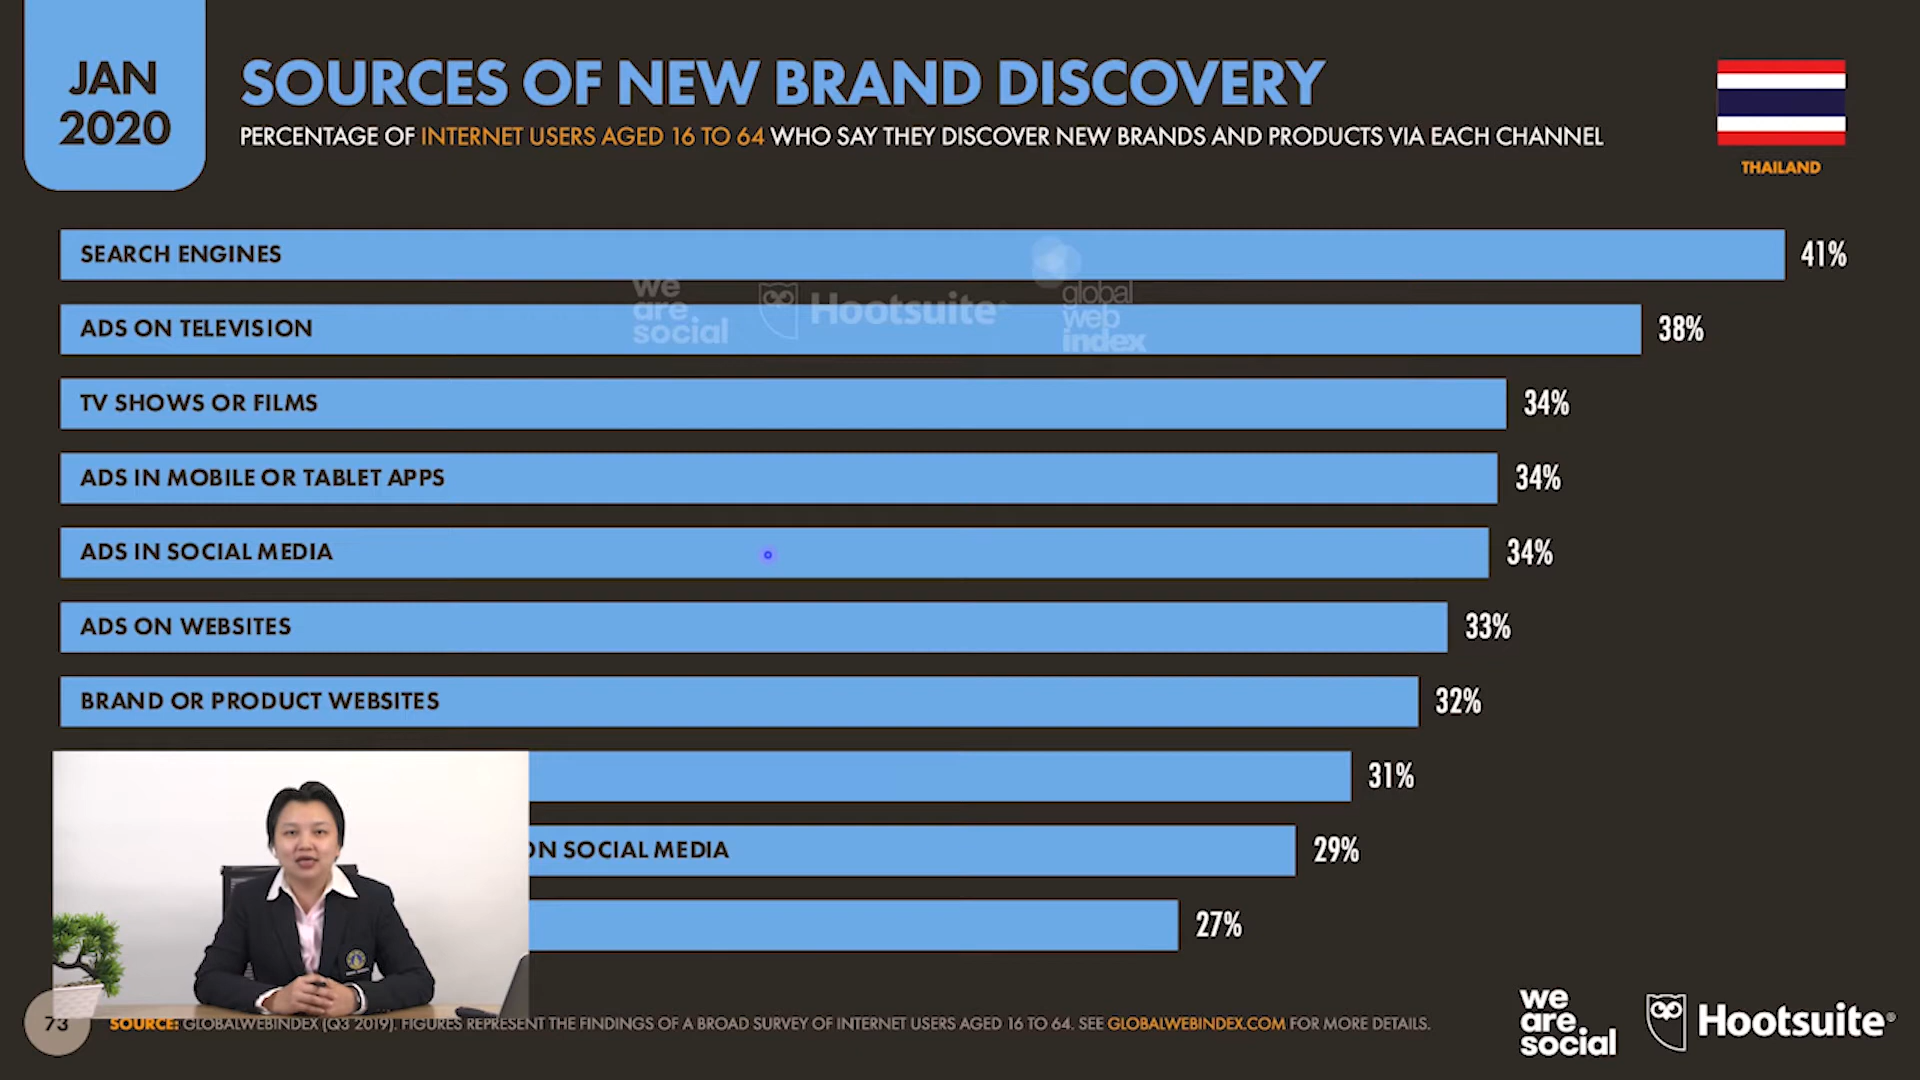 JAN
2020
SOURCES OF NEW BRAND DISCOVERY
PERCENTAGE OF INTERNET USERS AGED 16 TO 64 WHO SAY THEY DISCOVER NEW BRANDS AND PRODUCTS VIA EACH CHANNEL
THAILAND
SEARCH ENGINES 41%
we are social Hootsuite global web index
ADS ON TELEVISION 38%
TV SHOWS OR FILMS 34%
ADS IN MOBILE OR TABLET APPS 34%
ADS IN SOCIAL MEDIA 34%
ADS ON WEBSITES 33%
BRAND OR PRODUCT WEBSITES 32%
31%
ON SOCIAL MEDIA 29%
27%
73 SOURCE: GLOBALWEBINDEX (Q3 2019). FIGURES REPRESENT THE FINDINGS OF A BROAD SURVEY OF INTERNET USERS AGED 16 TO 64. SEE GLOBALWEBINDEX.COM FOR MORE DETAILS.
we are social Hootsuite®